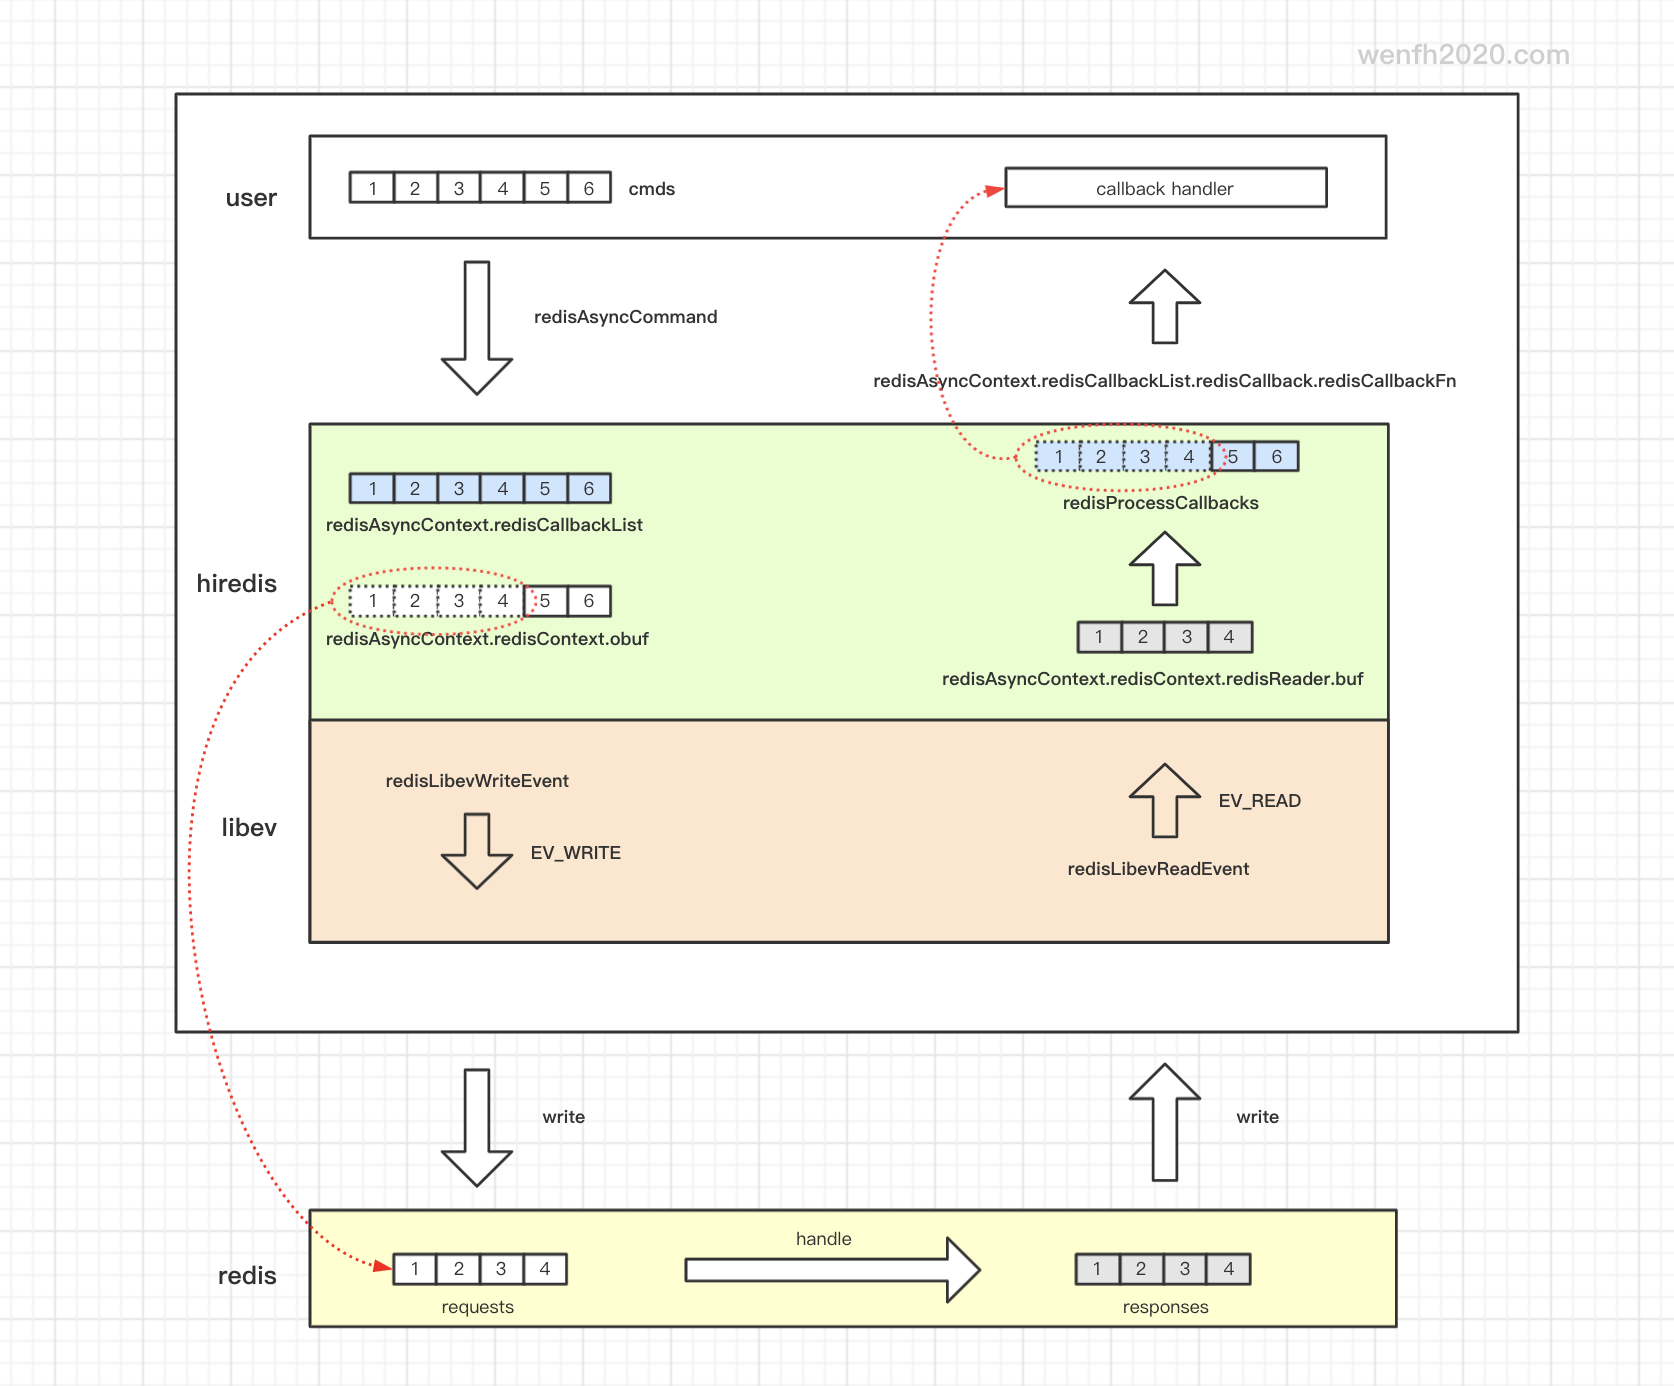 wenfh2020.com
user
1 2 3 4 5 6 cmds
callback handler
redisAsyncCommand
redisAsyncContext.redisCallbackList.redisCallback.redisCallbackFn
hiredis
1 2 3 4 5 6
redisAsyncContext.redisCallbackList
1 2 3 4 5 6
redisAsyncContext.redisContext.obuf
1 2 3 4 5 6
redisProcessCallbacks
1 2 3 4
redisAsyncContext.redisContext.redisReader.buf
libev
redisLibevWriteEvent
EV_WRITE
EV_READ
redisLibevReadEvent
write
write
redis
1 2 3 4
requests
handle
1 2 3 4
responses